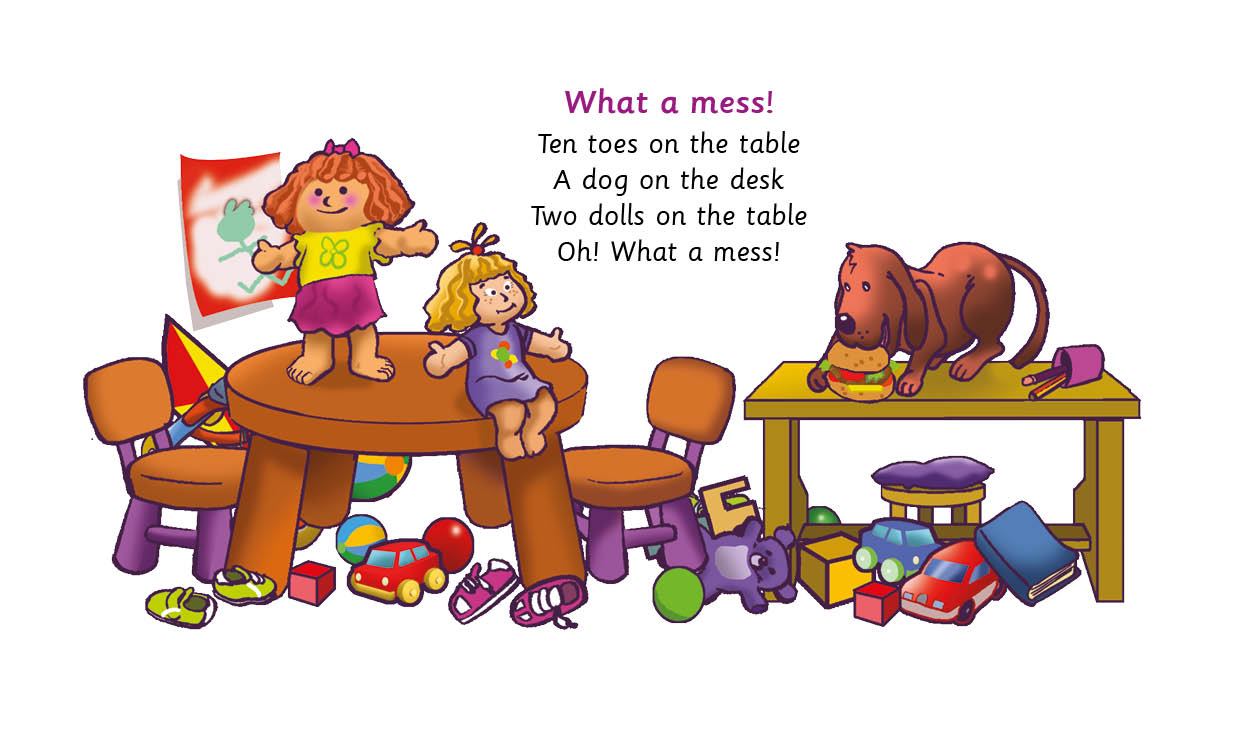 What a mess!
Ten toes on the table
A dog on the desk
Two dolls on the table
Oh! What a mess!
E